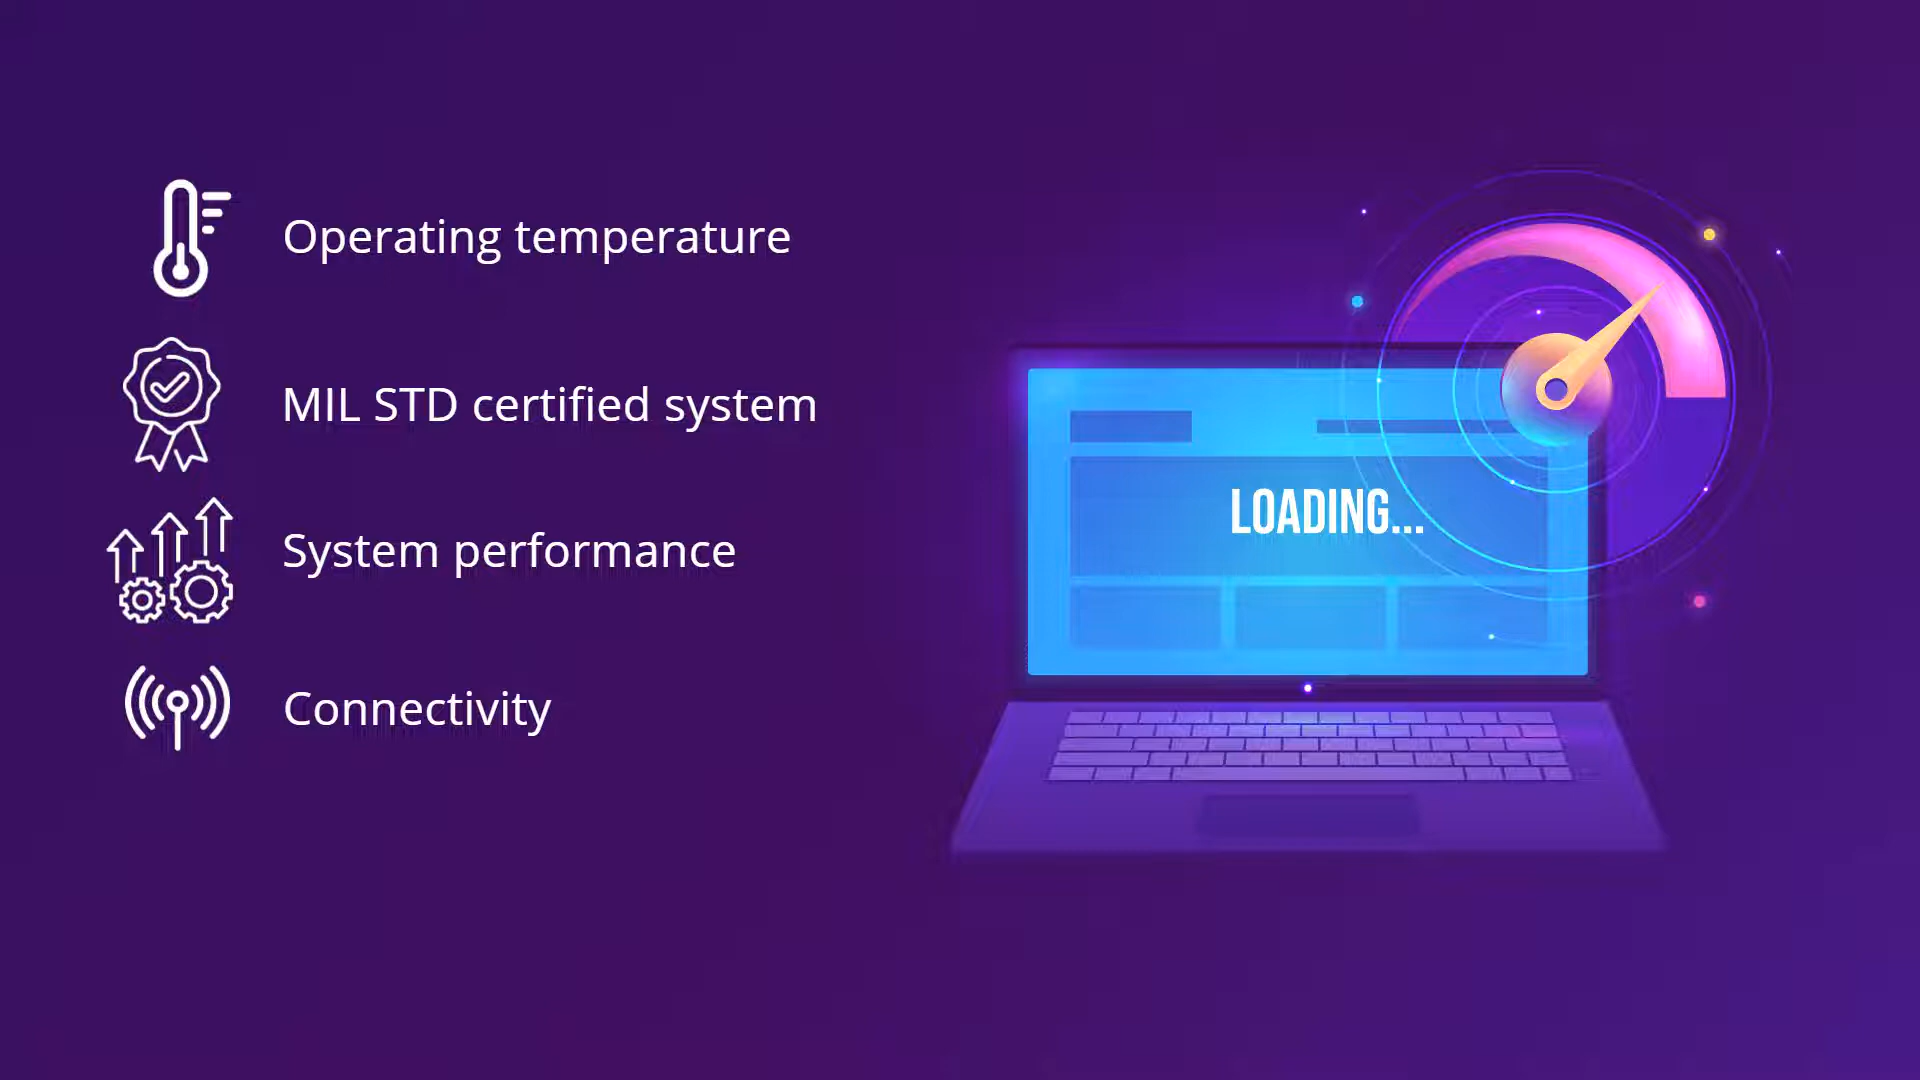 Operating temperature
MIL STD certified system
System performance
Connectivity
LOADING...